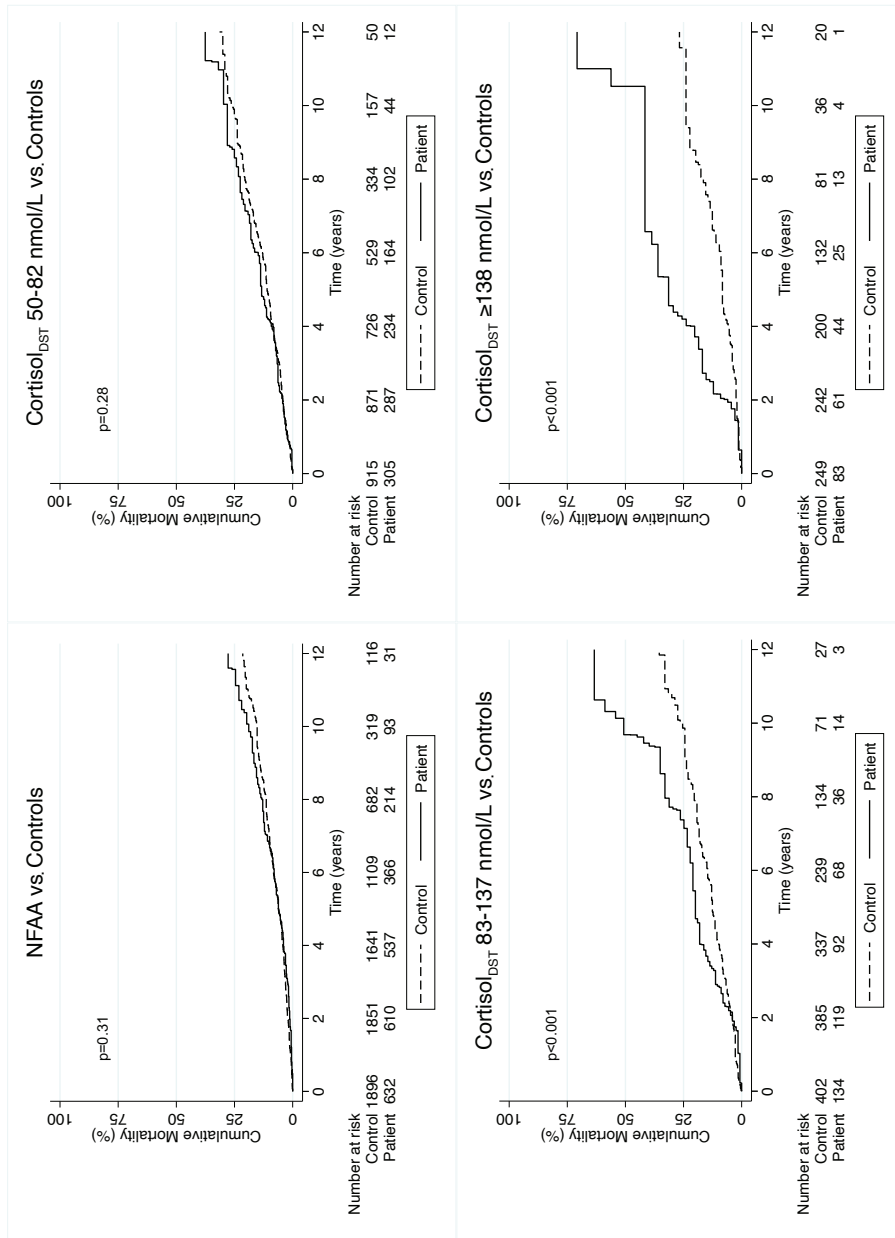 NFAA vs. Controls
p=0.31
Cumulative Mortality (%)
100
75
50
25
0
0 2 4 6 8 10 12
Time (years)
Number at risk
Control 1896 1851 1641 1109 682 319 116
Patient 632 610 537 366 214 93 31
Control Patient
Cortisol DST 50-82 nmol/L vs. Controls
p=0.28
Cumulative Mortality (%)
100
75
50
25
0
0 2 4 6 8 10 12
Time (years)
Number at risk
Control 915 871 726 529 334 157 50
Patient 305 287 234 164 102 44 12
Control Patient
Cortisol DST 83-137 nmol/L vs. Controls
p<0.001
Cumulative Mortality (%)
100
75
50
25
0
0 2 4 6 8 10 12
Time (years)
Number at risk
Control 402 385 337 239 134 71 27
Patient 134 119 92 68 36 14 3
Control Patient
Cortisol DST ≥138 nmol/L vs. Controls
p<0.001
Cumulative Mortality (%)
100
75
50
25
0
0 2 4 6 8 10 12
Time (years)
Number at risk
Control 249 242 200 132 81 36 20
Patient 83 61 44 25 13 4 1
Control Patient